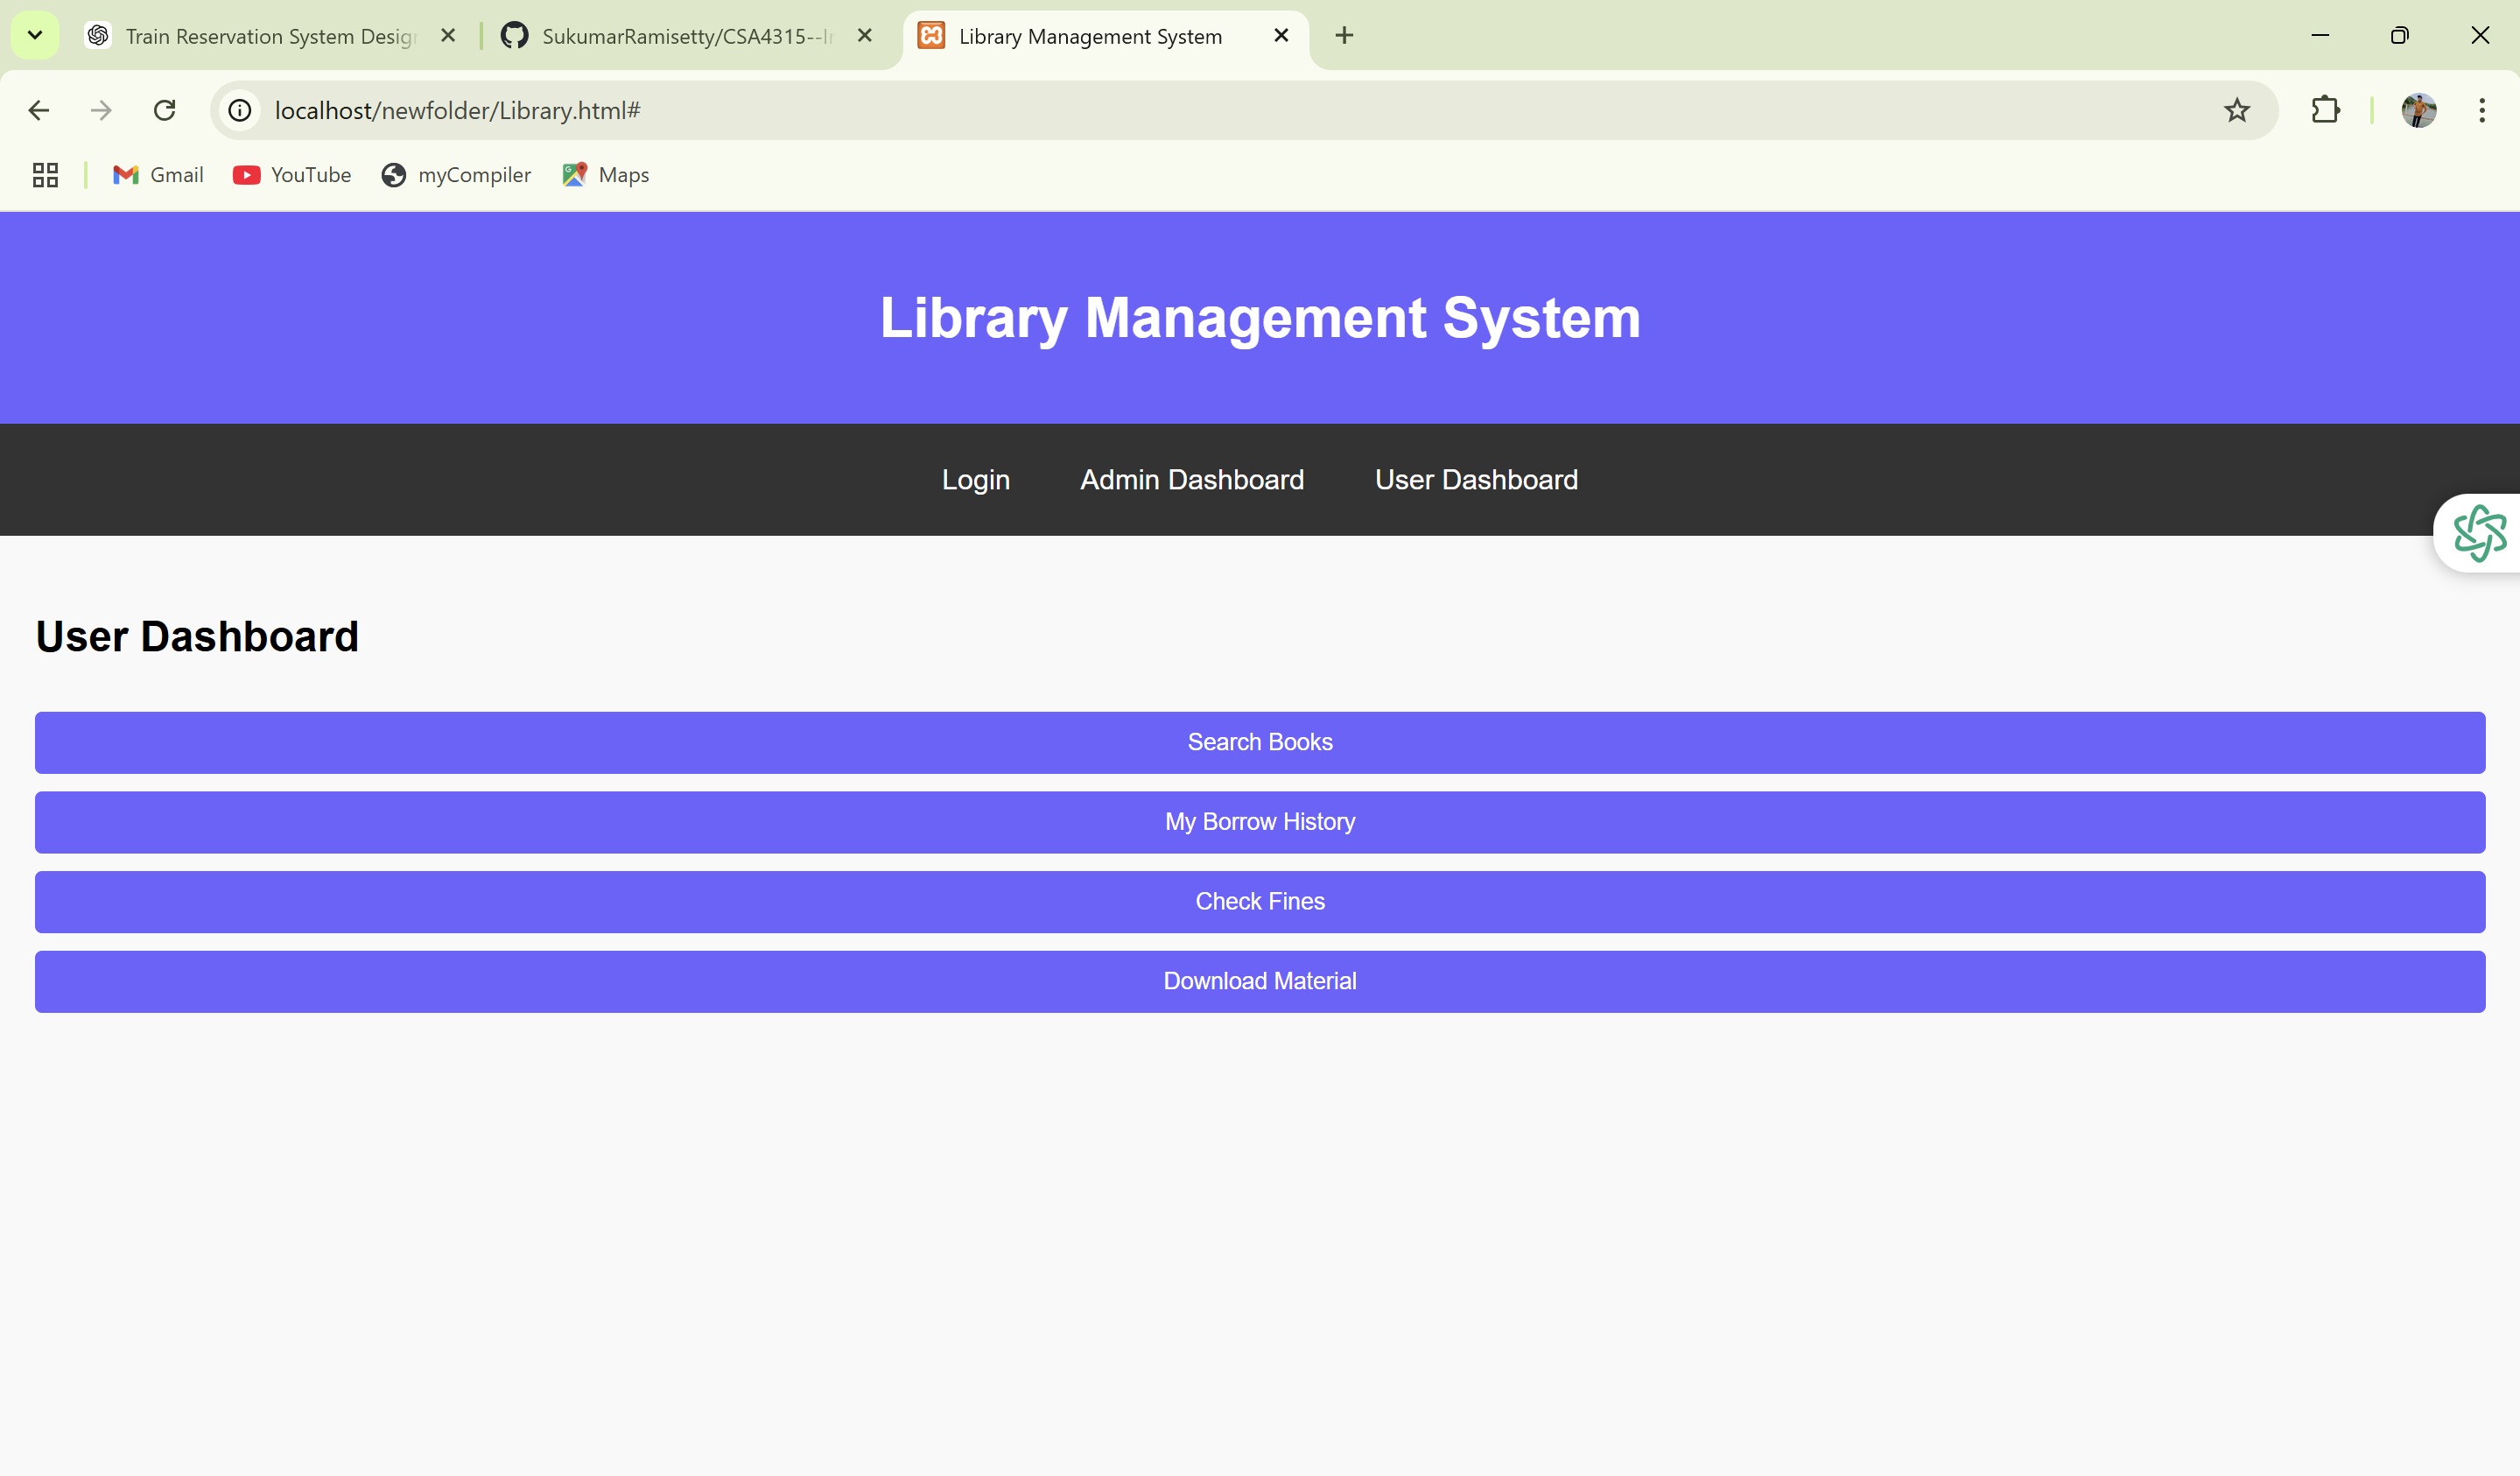 Train Reservation System Desig
SukumarRamisetty/CSA4315--I
Library Management System
localhost/newfolder/Library.html#
Gmail
YouTube
myCompiler
Maps
Library Management System
Login
Admin Dashboard
User Dashboard
User Dashboard
Search Books
My Borrow History
Check Fines
Download Material